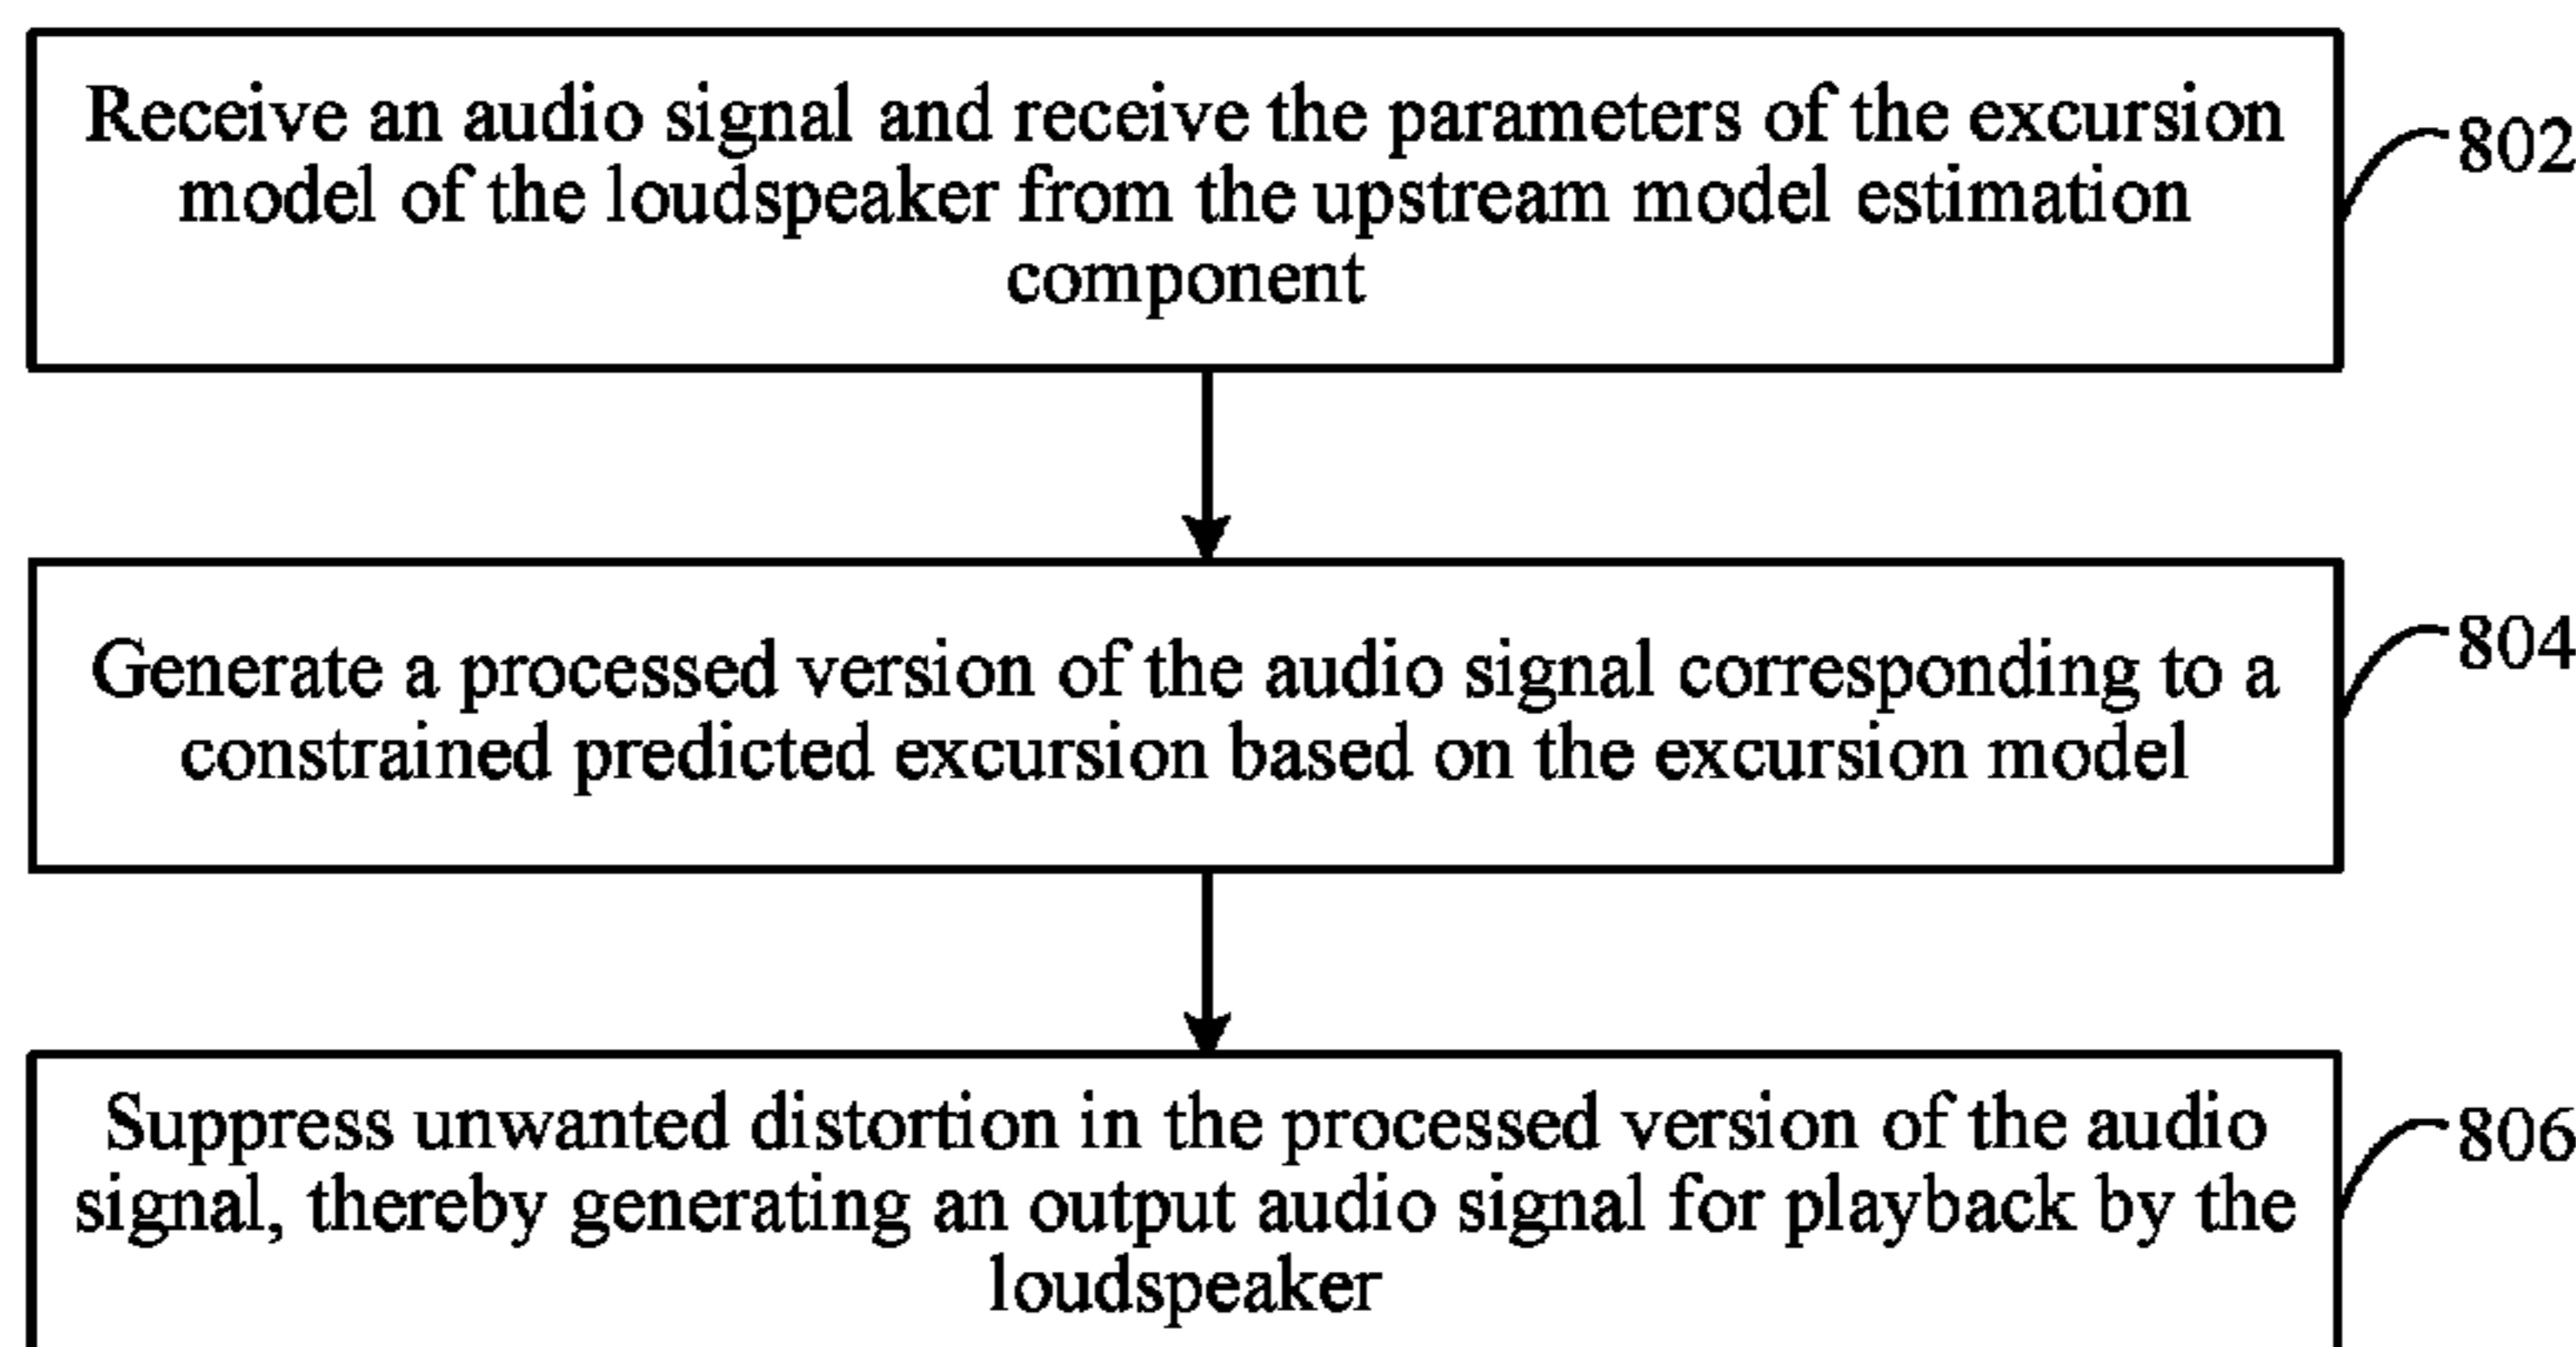 Receive an audio signal and receive the parameters of the excursion
model of the loudspeaker from the upstream model estimation
component
802
Generate a processed version of the audio signal corresponding to a
constrained predicted excursion based on the excursion model
804
Suppress unwanted distortion in the processed version of the audio
signal, thereby generating an output audio signal for playback by the
loudspeaker
806